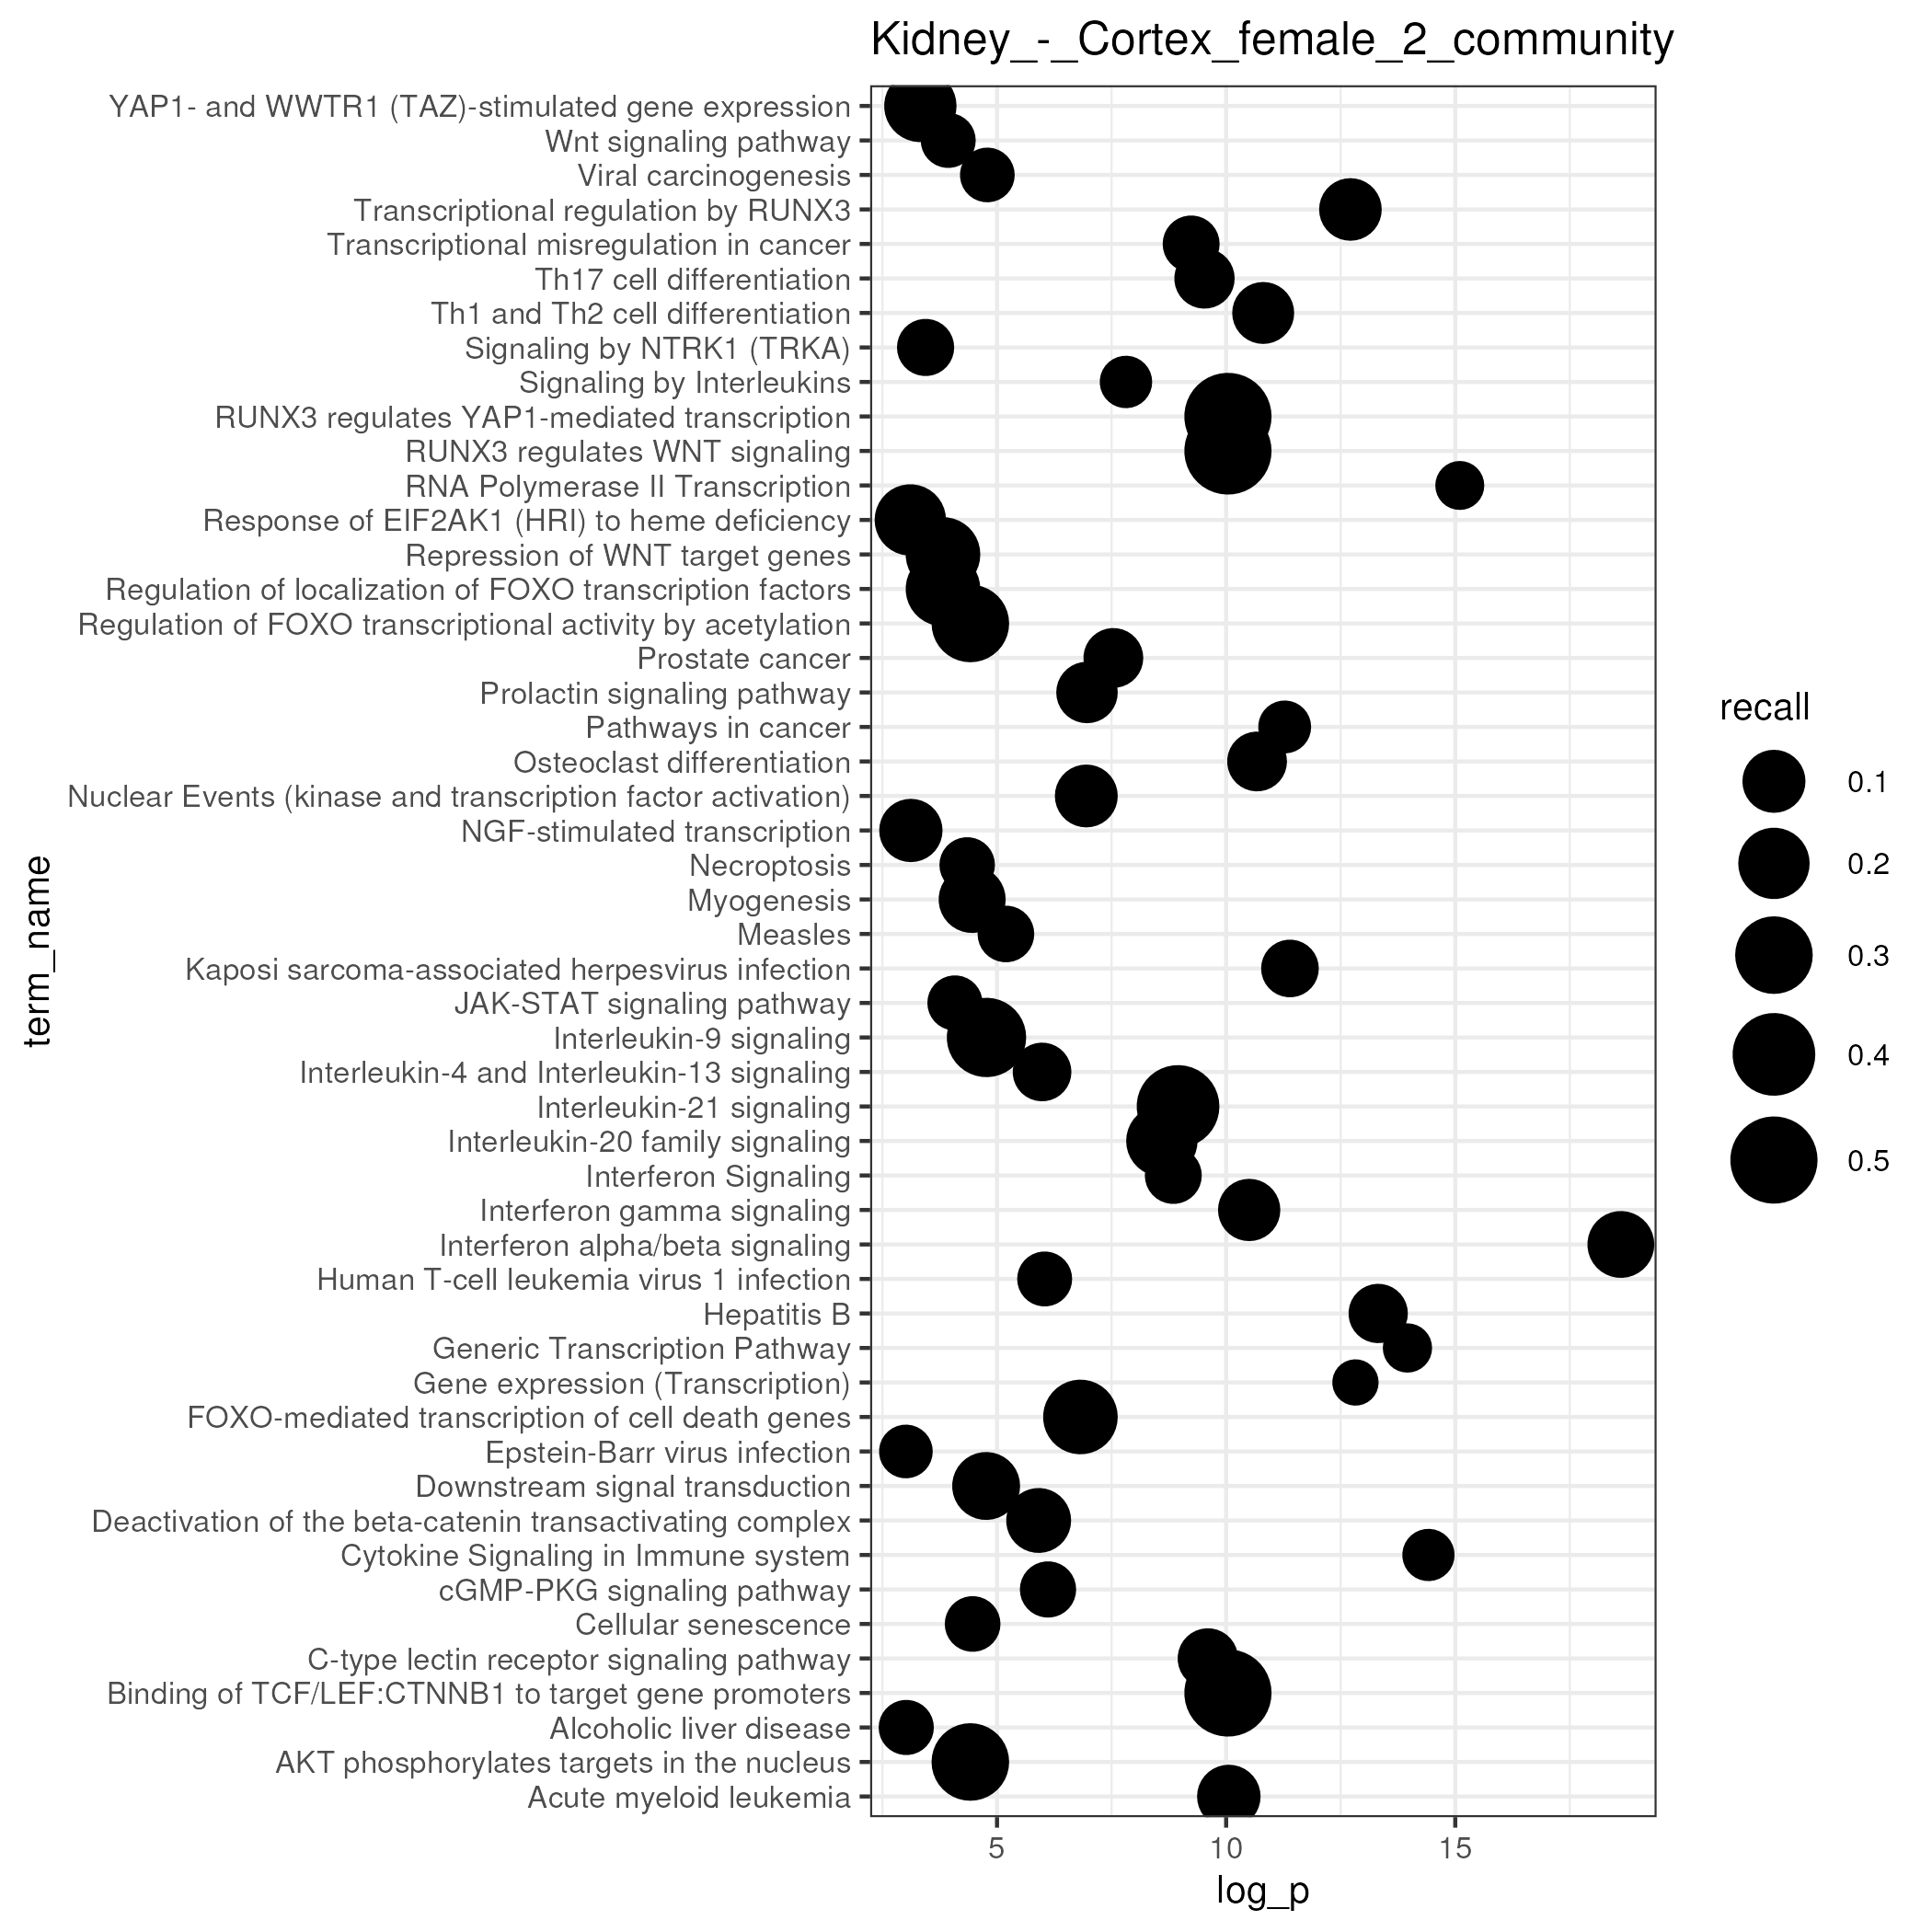 Kidney_-_Cortex_female_2_community
YAP1- and WWTR1 (TAZ)-stimulated gene expression
Wnt signaling pathway
Viral carcinogenesis
Transcriptional regulation by RUNX3
Transcriptional misregulation in cancer
Th17 cell differentiation
Th1 and Th2 cell differentiation
Signaling by NTRK1 (TRKA)
Signaling by Interleukins
RUNX3 regulates YAP1-mediated transcription
RUNX3 regulates WNT signaling
RNA Polymerase II Transcription
Response of EIF2AK1 (HRI) to heme deficiency
Repression of WNT target genes
Regulation of localization of FOXO transcription factors
Regulation of FOXO transcriptional activity by acetylation
Prostate cancer
Prolactin signaling pathway
Pathways in cancer
Osteoclast differentiation
Nuclear Events (kinase and transcription factor activation)
NGF-stimulated transcription
Necroptosis
Myogenesis
Measles
Kaposi sarcoma-associated herpesvirus infection
JAK-STAT signaling pathway
Interleukin-9 signaling
Interleukin-4 and Interleukin-13 signaling
Interleukin-21 signaling
Interleukin-20 family signaling
Interferon Signaling
Interferon gamma signaling
Interferon alpha/beta signaling
Human T-cell leukemia virus 1 infection
Hepatitis B
Generic Transcription Pathway
Gene expression (Transcription)
FOXO-mediated transcription of cell death genes
Epstein-Barr virus infection
Downstream signal transduction
Deactivation of the beta-catenin transactivating complex
Cytokine Signaling in Immune system
cGMP-PKG signaling pathway
Cellular senescence
C-type lectin receptor signaling pathway
Binding of TCF/LEF:CTNNB1 to target gene promoters
Alcoholic liver disease
AKT phosphorylates targets in the nucleus
Acute myeloid leukemia
term_name
5 10 15
log_p
recall
0.1
0.2
0.3
0.4
0.5